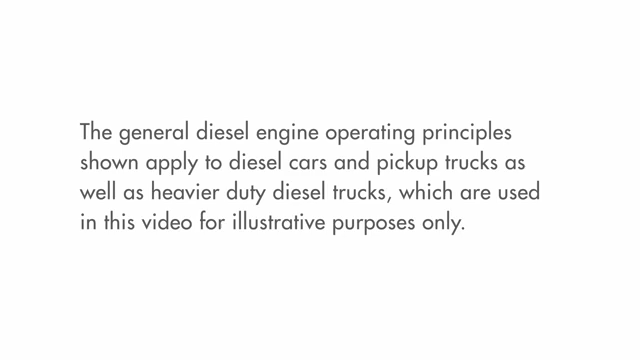 The general diesel engine operating principles
shown apply to diesel cars and pickup trucks as
well as heavier duty diesel trucks, which are used
in this video for illustrative purposes only.